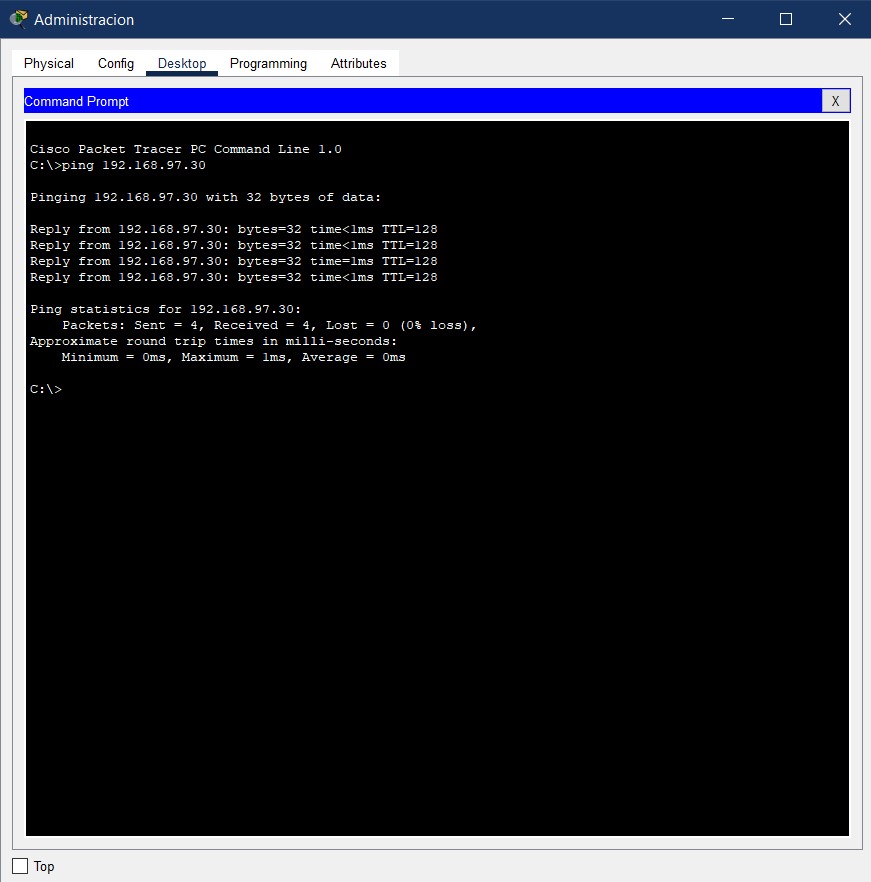 Administracion
Physical Config Desktop Programming Attributes
Command Prompt X
Cisco Packet Tracer PC Command Line 1.0
C:\>ping 192.168.97.30
Pinging 192.168.97.30 with 32 bytes of data:
Reply from 192.168.97.30: bytes=32 time<1ms TTL=128
Reply from 192.168.97.30: bytes=32 time<1ms TTL=128
Reply from 192.168.97.30: bytes=32 time=1ms TTL=128
Reply from 192.168.97.30: bytes=32 time<1ms TTL=128
Ping statistics for 192.168.97.30:
Packets: Sent = 4, Received = 4, Lost = 0 (0% loss),
Approximate round trip times in milli-seconds:
Minimum = 0ms, Maximum = 1ms, Average = 0ms
C:\>
Top